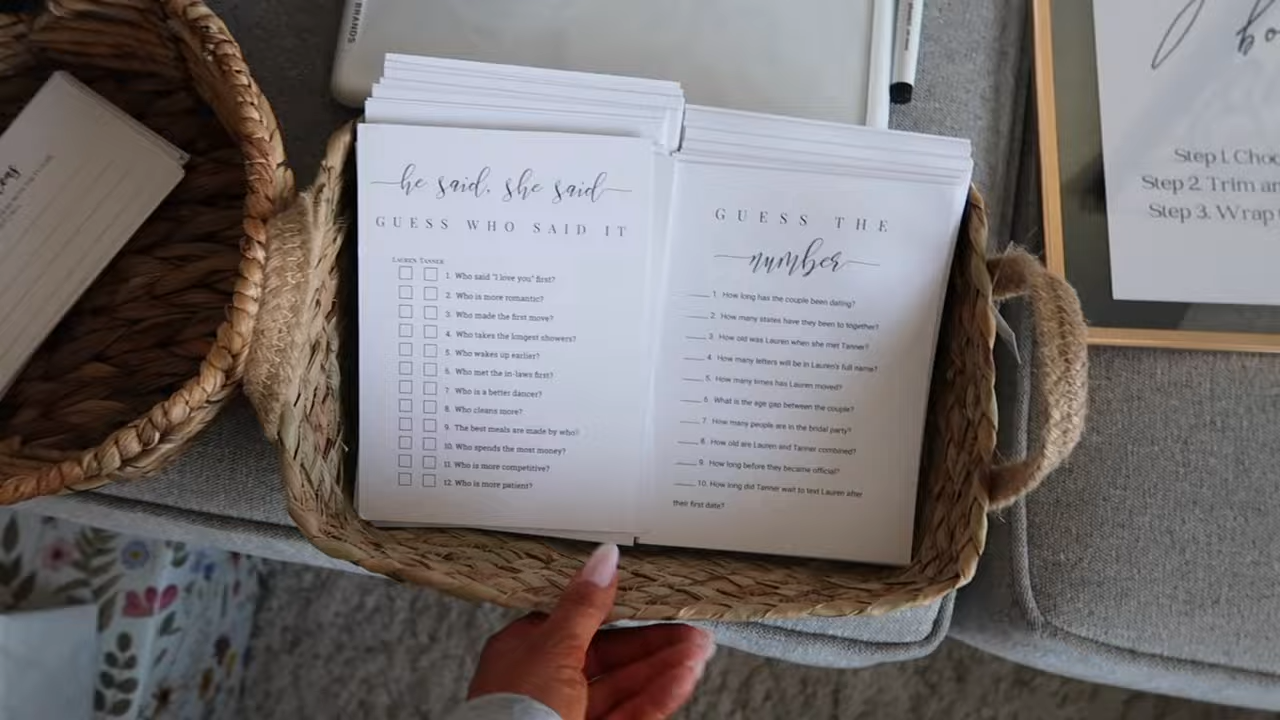 BRANDS
he said, she said
GUESS WHO SAID IT
LAUREN TANNER
1. Who said "I love you" first?
2. Who is more romantic?
3. Who made the first move?
4. Who takes the longest showers?
5. Who wakes up earlier?
6. Who met the in-laws first?
7. Who is a better dancer?
8. Who cleans more?
9. The best meals are made by who?
10. Who spends the most money?
11. Who is more competitive?
12. Who is more patient?
GUESS THE
number
1. How long has the couple been dating?
2. How many states have they been to together?
3. How old was Lauren when she met Tanner?
4. How many letters will be in Lauren's full name?
5. How many times has Lauren moved?
6. What is the age gap between the couple?
7. How many people are in the bridal party?
8. How old are Lauren and Tanner combined?
9. How long before they became official?
10. How long did Tanner wait to text Lauren after
their first date?
Step 1. Choo
Step 2. Trim an
Step 3. Wrap